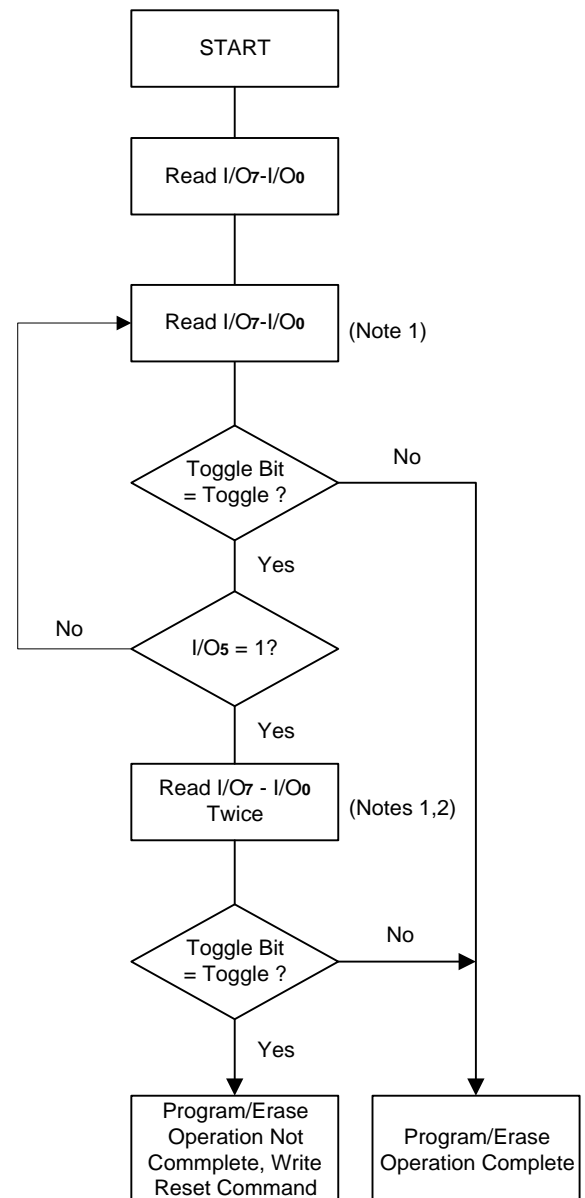 START
Read I/O7-I/O0
Read I/O7-I/O0
(Note 1)
Toggle Bit
= Toggle ?
No
Yes
No
I/O5 = 1?
Yes
Read I/O7 - I/O0
Twice
(Notes 1,2)
Toggle Bit
= Toggle ?
No
Yes
Program/Erase
Operation Not
Commplete, Write
Reset Command
Program/Erase
Operation Complete